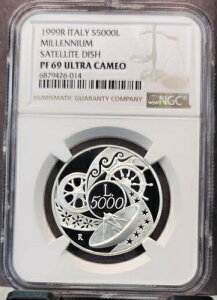 1999R ITALY S5000L
MILLENNIUM
SATELLITE DISH
PF 69 ULTRA CAMEO
6879426-014
NUMISMATIC GUARANTY COMPANY
NGC
L.
5000
R